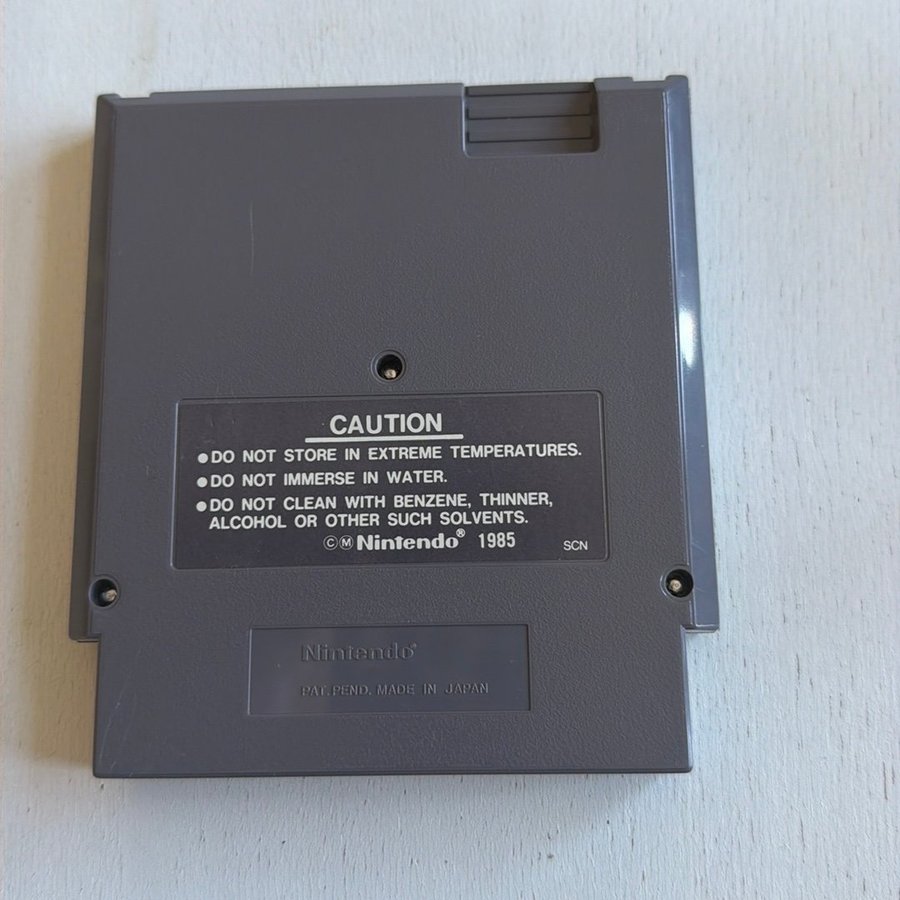 CAUTION
●DO NOT STORE IN EXTREME TEMPERATURES.
●DO NOT IMMERSE IN WATER.
●DO NOT CLEAN WITH BENZENE, THINNER,
ALCOHOL OR OTHER SUCH SOLVENTS.
ⒸⓂNintendo® 1985 SCN
Nintendo®
PAT.PEND. MADE IN JAPAN